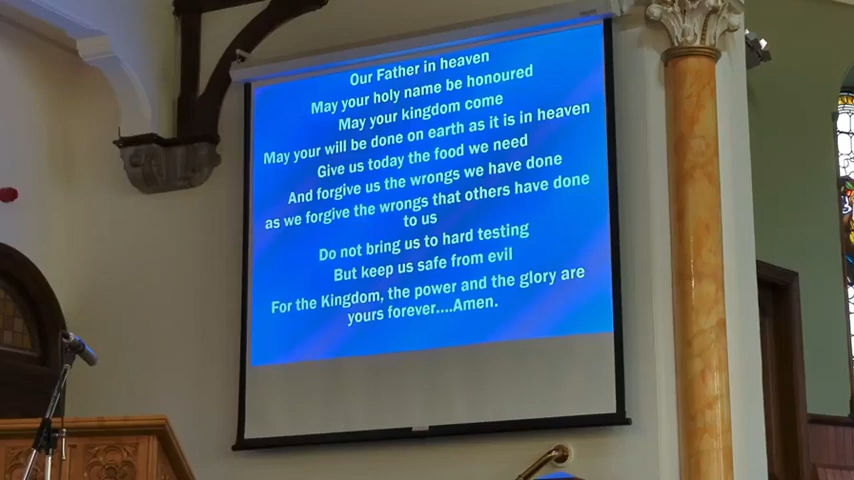 Our Father in heaven
May your holy name be honoured
May your kingdom come
May your will be done on earth as it is in heaven
Give us today the food we need
And forgive us the wrongs we have done
as we forgive the wrongs that others have done
to us
Do not bring us to hard testing
But keep us safe from evil
For the Kingdom, the power and the glory are
yours forever....Amen.